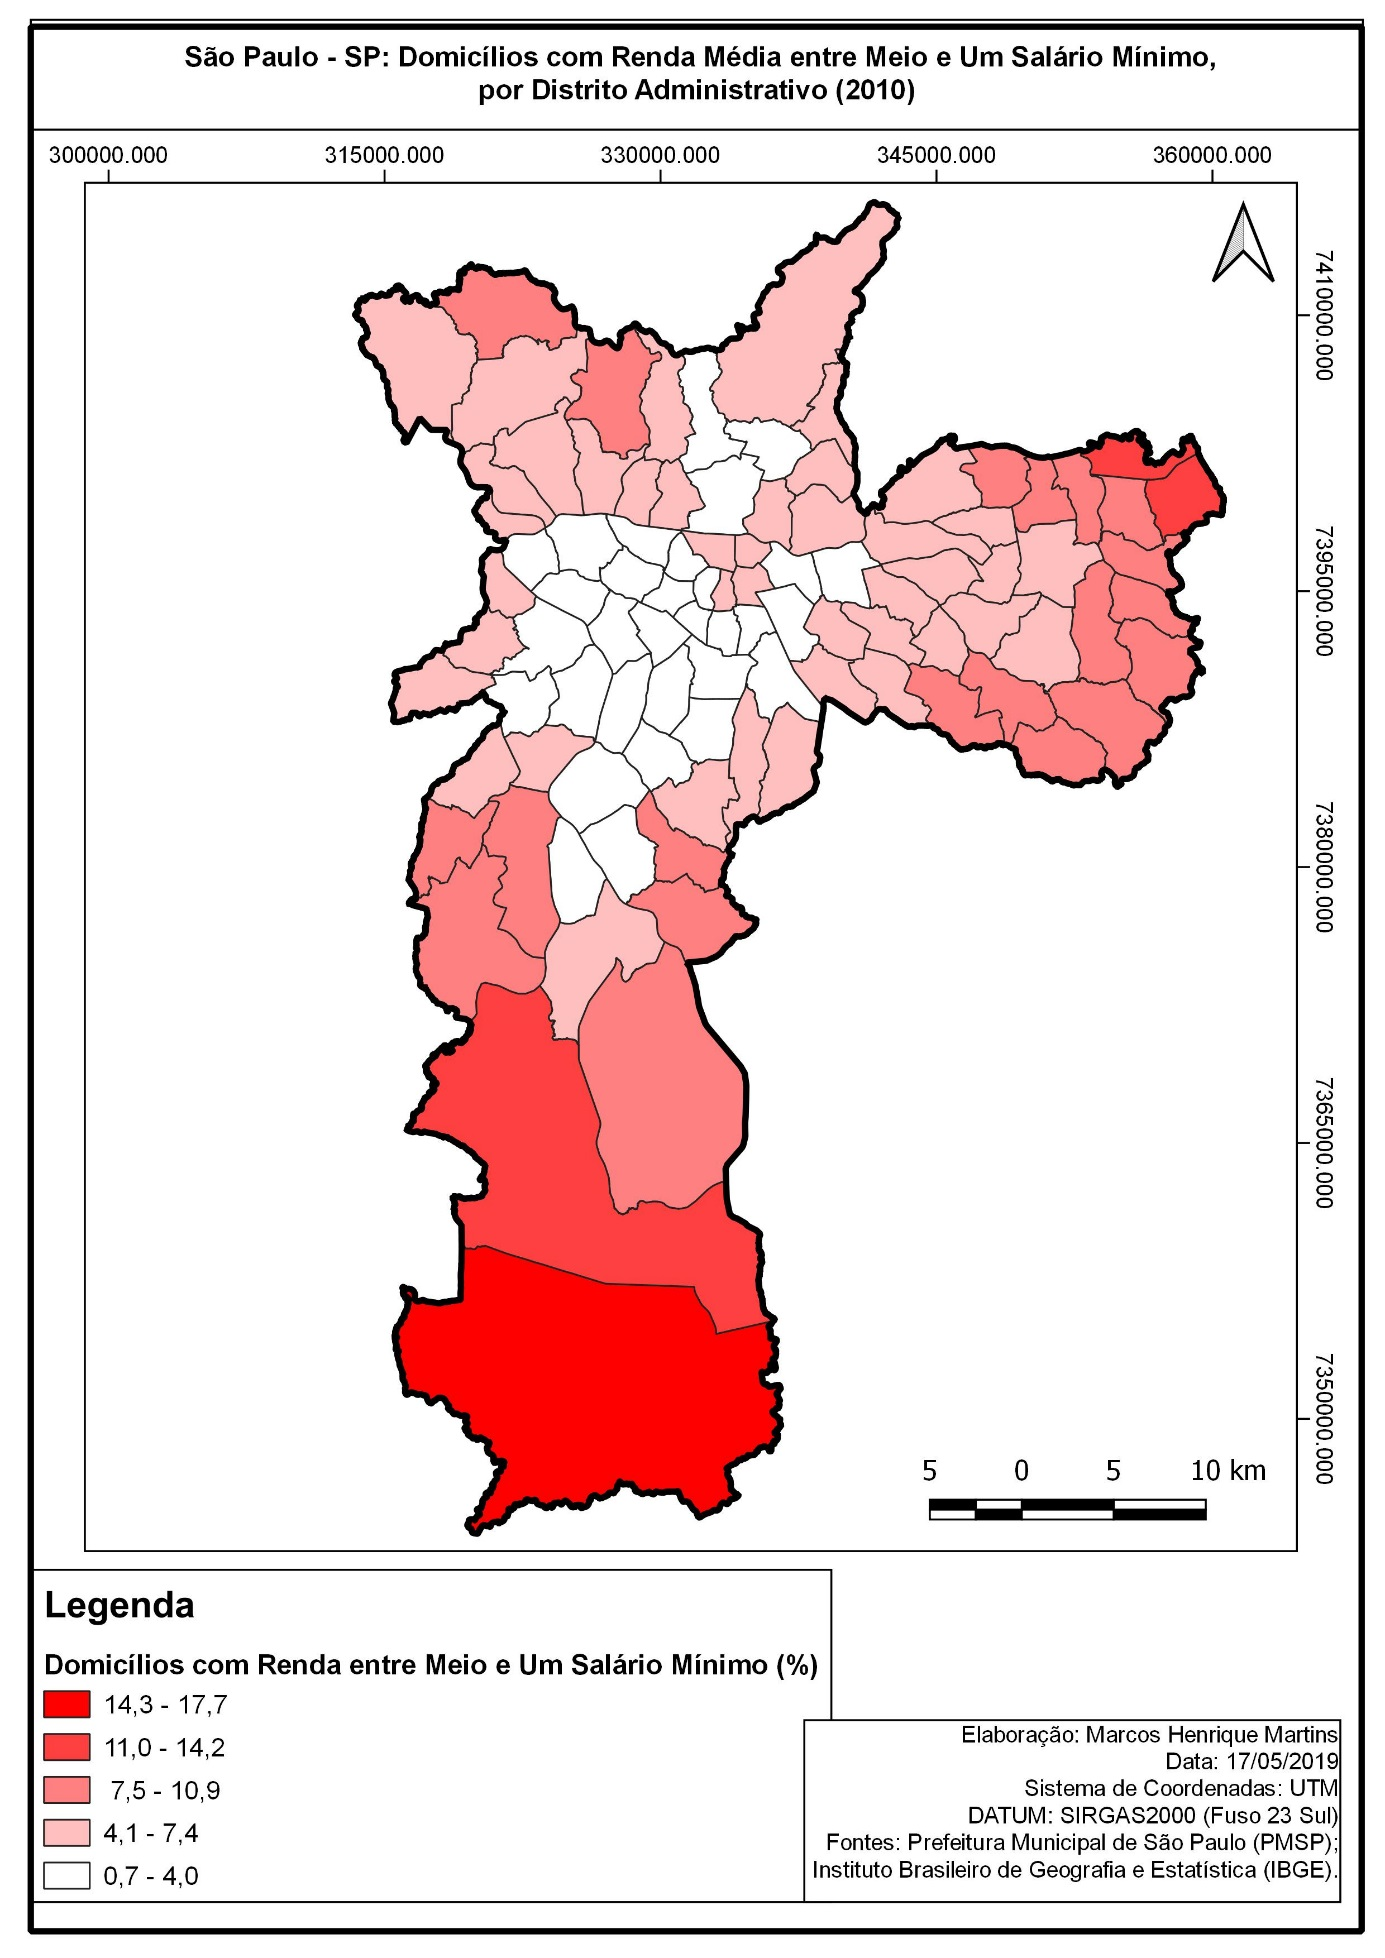 São Paulo - SP: Domicílios com Renda Média entre Meio e Um Salário Mínimo,
por Distrito Administrativo (2010)
300000.000 315000.000 330000.000 345000.000 360000.000
7410000.000
7395000.000
7380000.000
7365000.000
7350000.000
5 0 5 10 km
Legenda
Domicílios com Renda entre Meio e Um Salário Mínimo (%)
14,3 - 17,7
11,0 - 14,2
7,5 - 10,9
4,1 - 7,4
0,7 - 4,0
Elaboração: Marcos Henrique Martins
Data: 17/05/2019
Sistema de Coordenadas: UTM
DATUM: SIRGAS2000 (Fuso 23 Sul)
Fontes: Prefeitura Municipal de São Paulo (PMSP);
Instituto Brasileiro de Geografia e Estatística (IBGE).